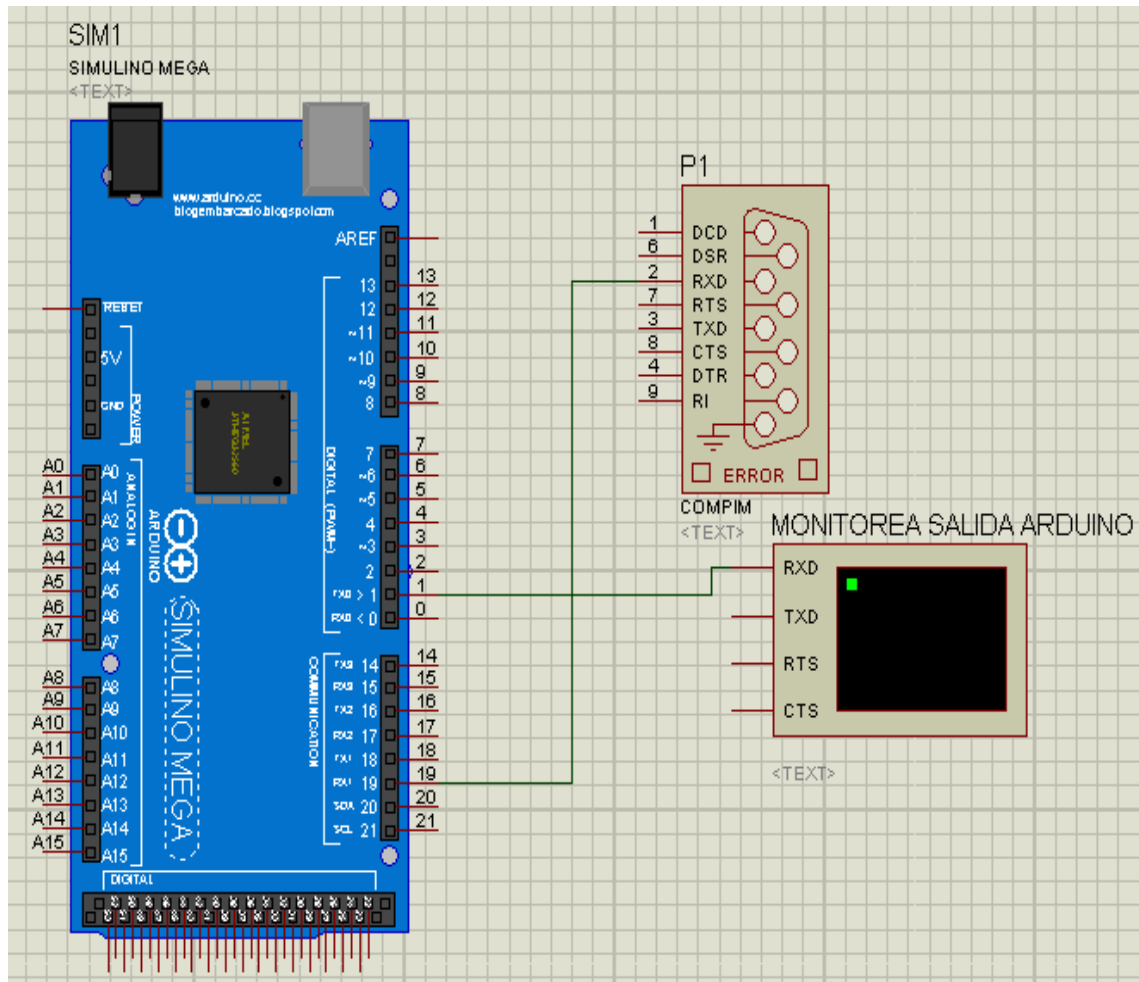 SIM1
SIMULINO MEGA
<TEXT>
www.arduino.cc
blogembarcado.blogspot.com
AREF
13 13
12 12
~11 11
~10 10
~9 9
8 8
RESET
5V
GND
POWER
7 7
~6 6
~5 5
4 4
~3 3
2 2
TX0 > 1 1
RX0 < 0 0
DIGITAL (PWM~)
A0 A0
A1 A1
A2 A2
A3 A3
A4 A4
A5 A5
A6 A6
A7 A7
ANALOG IN
ARDUINO
SIMULINO MEGA
A8 A8
A9 A9
A10 A10
A11 A11
A12 A12
A13 A13
A14 A14
A15 A15
TX3 14 14
RX3 15 15
TX2 16 16
RX2 17 17
TX1 18 18
RX1 19 19
SDA 20 20
SCL 21 21
COMMUNICATION
DIGITAL
P1
1 DCD
6 DSR
2 RXD
7 RTS
3 TXD
8 CTS
4 DTR
9 RI
ERROR
COMPIM
<TEXT>
MONITOREA SALIDA ARDUINO
RXD
TXD
RTS
CTS
<TEXT>